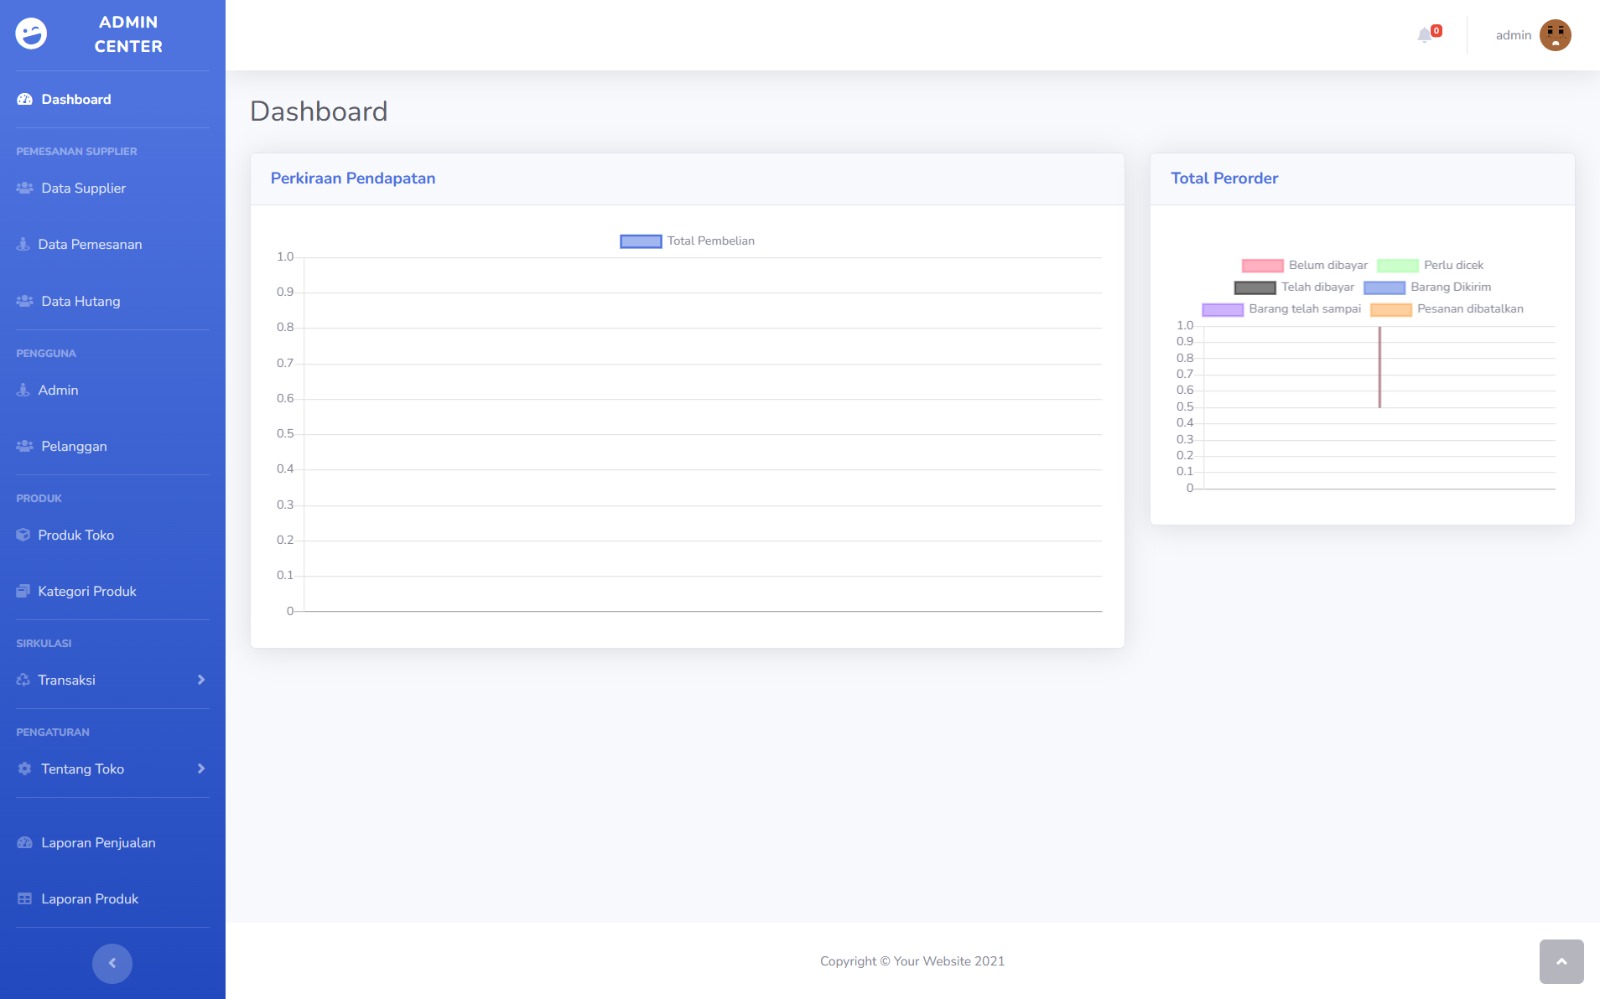 ADMIN
CENTER
Dashboard
PEMESANAN SUPPLIER
Data Supplier
Data Pemesanan
Data Hutang
PENGGUNA
Admin
Pelanggan
PRODUK
Produk Toko
Kategori Produk
SIRKULASI
Transaksi
PENGATURAN
Tentang Toko
Laporan Penjualan
Laporan Produk
0
admin
Dashboard
Perkiraan Pendapatan
Total Pembelian
1.0
0.9
0.8
0.7
0.6
0.5
0.4
0.3
0.2
0.1
0
Total Perorder
Belum dibayar Perlu dicek
Telah dibayar Barang Dikirim
Barang telah sampai Pesanan dibatalkan
1.0
0.9
0.8
0.7
0.6
0.5
0.4
0.3
0.2
0.1
0
Copyright © Your Website 2021